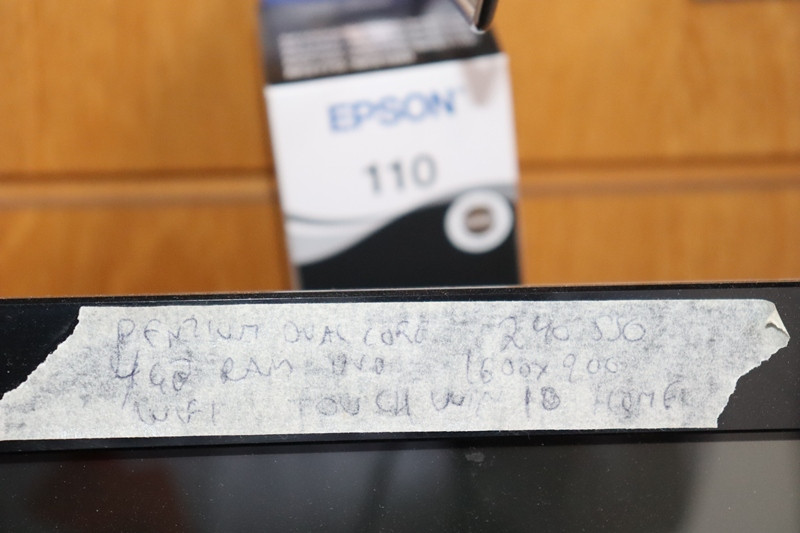 EPSON
110
PENTIUM DUAL CORE 240 SSD
4GB RAM DVD 1600x900
WIFI TOUCH WIN 10 HOME